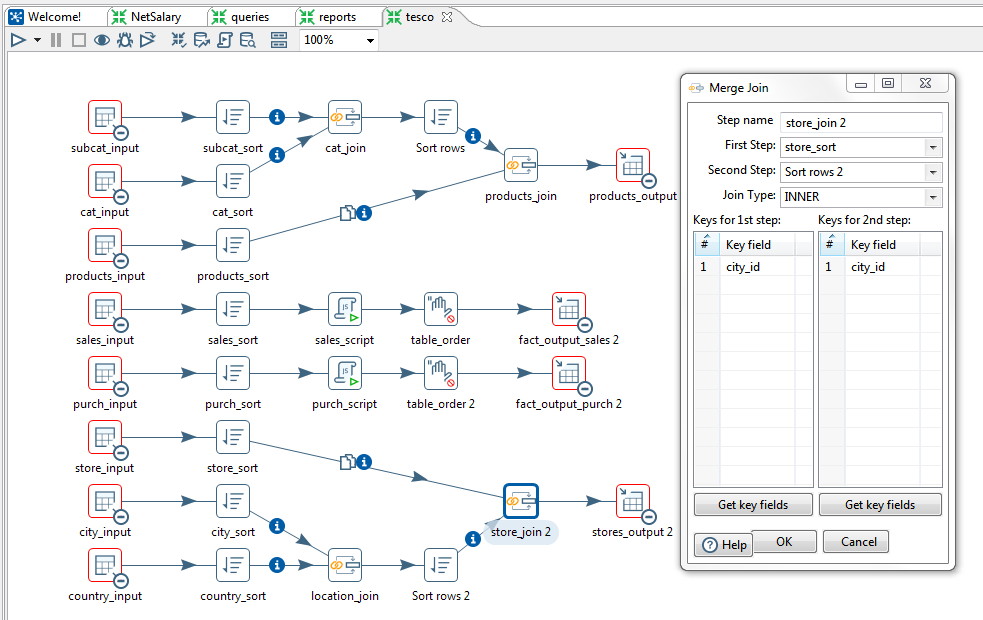 Welcome! NetSalary queries reports tesco
100%
subcat_input subcat_sort cat_join Sort rows
cat_input cat_sort products_join products_output
products_input products_sort
sales_input sales_sort sales_script table_order fact_output_sales 2
purch_input purch_sort purch_script table_order 2 fact_output_purch 2
store_input store_sort
city_input city_sort store_join 2 stores_output 2
country_input country_sort location_join Sort rows 2
Merge Join
Step name store_join 2
First Step: store_sort
Second Step: Sort rows 2
Join Type: INNER
Keys for 1st step: Keys for 2nd step:
# Key field # Key field
1 city_id 1 city_id
Get key fields Get key fields
Help OK Cancel